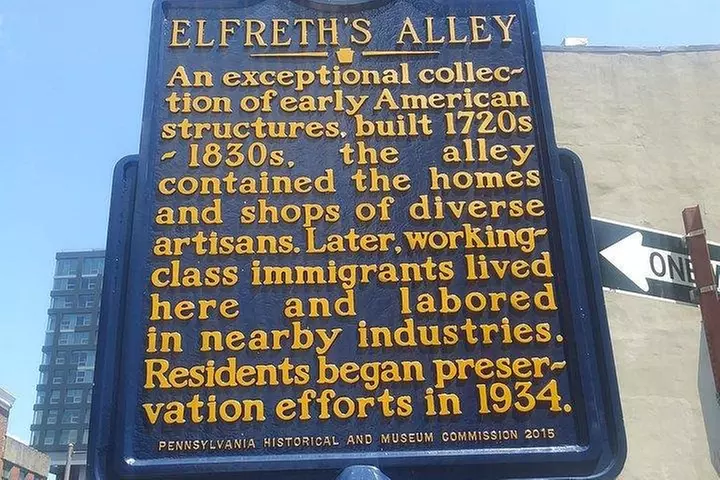 ELFRETH'S ALLEY
An exceptional collec-
tion of early American
structures, built 1720s
- 1830s, the alley
contained the homes
and shops of diverse
artisans. Later, working-
class immigrants lived
here and labored
in nearby industries.
Residents began preser-
vation efforts in 1934.
PENNSYLVANIA HISTORICAL AND MUSEUM COMMISSION 2015
ONE